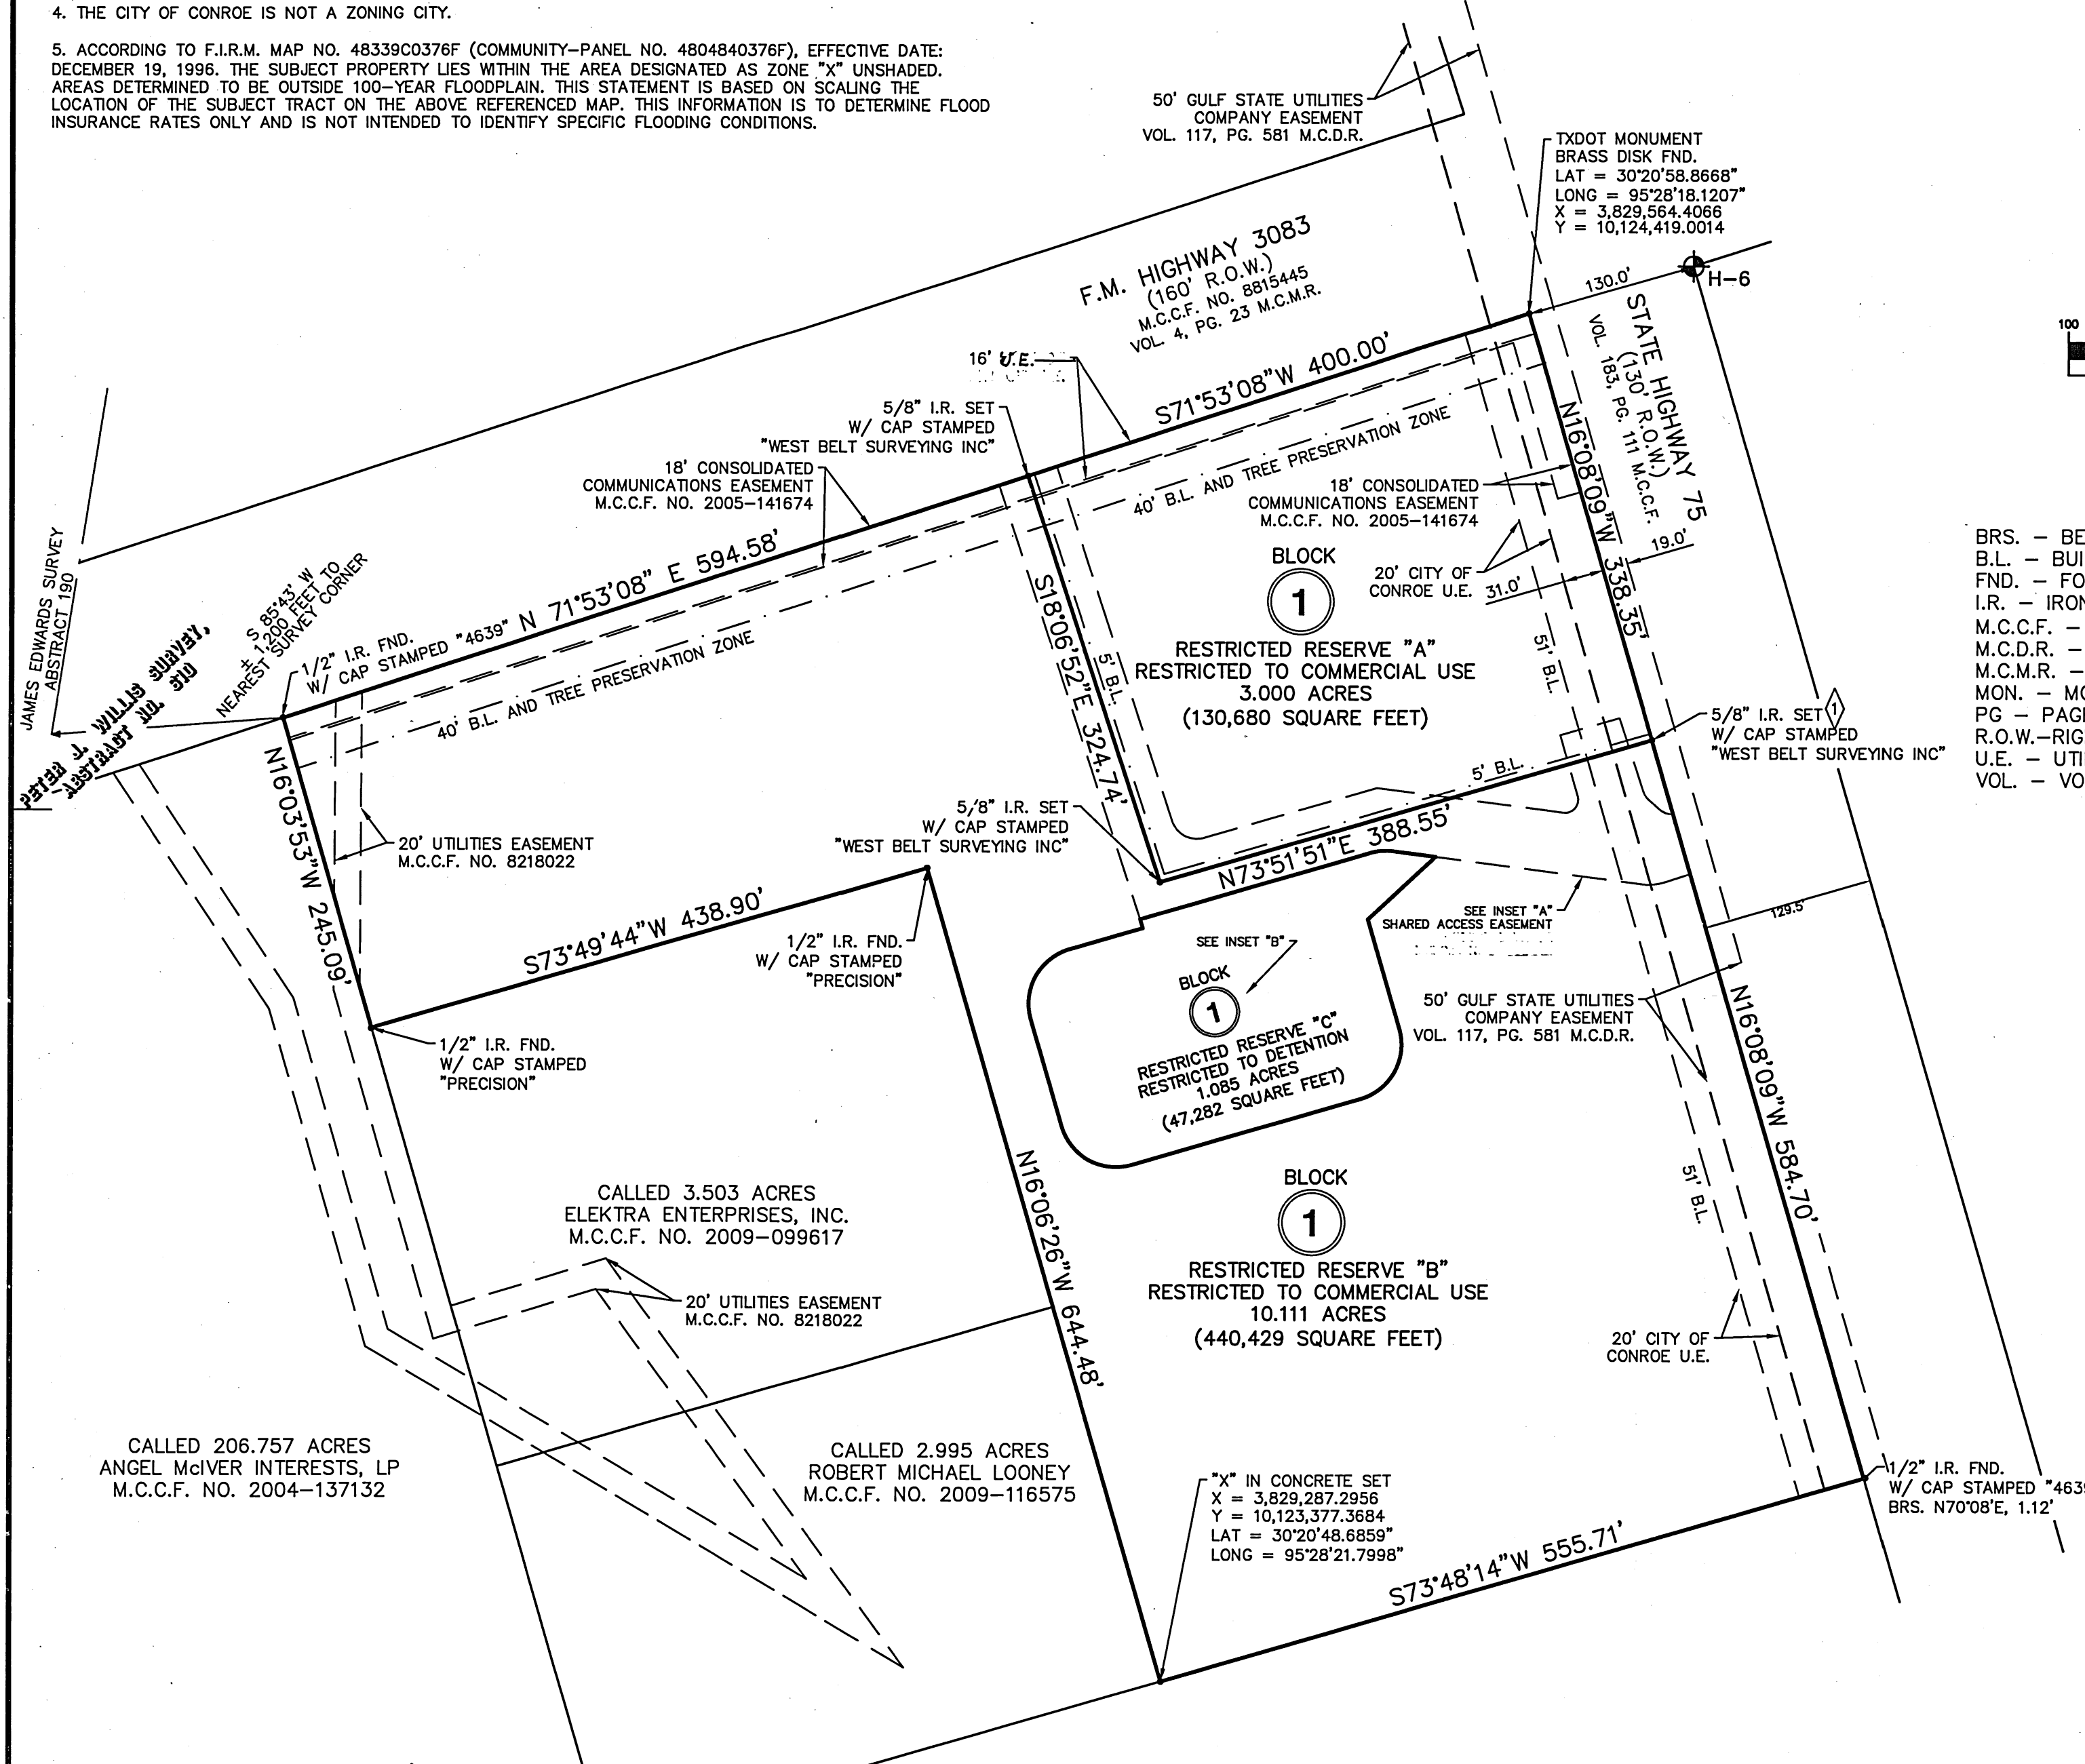 4. THE CITY OF CONROE IS NOT A ZONING CITY.
5. ACCORDING TO F.I.R.M. MAP NO. 48339C0376F (COMMUNITY-PANEL NO. 4804840376F), EFFECTIVE DATE:
DECEMBER 19, 1996. THE SUBJECT PROPERTY LIES WITHIN THE AREA DESIGNATED AS ZONE "X" UNSHADED.
AREAS DETERMINED TO BE OUTSIDE 100-YEAR FLOODPLAIN. THIS STATEMENT IS BASED ON SCALING THE
LOCATION OF THE SUBJECT TRACT ON THE ABOVE REFERENCED MAP. THIS INFORMATION IS TO DETERMINE FLOOD
INSURANCE RATES ONLY AND IS NOT INTENDED TO IDENTIFY SPECIFIC FLOODING CONDITIONS.
50' GULF STATE UTILITIES
COMPANY EASEMENT
VOL. 117, PG. 581 M.C.D.R.
TXDOT MONUMENT
BRASS DISK FND.
LAT = 30°20'58.8668"
LONG = 95°28'18.1207"
X = 3,829,564.4066
Y = 10,124,419.0014
F.M. HIGHWAY 3083
(160' R.O.W.)
M.C.C.F. NO. 8815445
VOL. 4, PG. 23 M.C.M.R.
130.0'
H-6
STATE HIGHWAY 75
(130' R.O.W.)
VOL. 183, PG. 111 M.C.C.F.
100
16' U.E.
S71°53'08"W 400.00'
5/8" I.R. SET
W/ CAP STAMPED
"WEST BELT SURVEYING INC"
18' CONSOLIDATED
COMMUNICATIONS EASEMENT
M.C.C.F. NO. 2005-141674
40' B.L. AND TREE PRESERVATION ZONE
18' CONSOLIDATED
COMMUNICATIONS EASEMENT
M.C.C.F. NO. 2005-141674
N16°08'09"W 338.35'
19.0'
31.0'
20' CITY OF
CONROE U.E.
51' B.L.
BLOCK
1
RESTRICTED RESERVE "A"
RESTRICTED TO COMMERCIAL USE
3.000 ACRES
(130,680 SQUARE FEET)
S18°06'52"E 324.74'
5' B.L.
5' B.L.
JAMES EDWARDS SURVEY
ABSTRACT 190
PETER J. WILLIS SURVEY,
ABSTRACT NO. 510
S 85°43' W
± 1,200 FEET TO
NEAREST SURVEY CORNER
1/2" I.R. FND.
W/ CAP STAMPED "4639"
N 71°53'08" E 594.58'
40' B.L. AND TREE PRESERVATION ZONE
N16°03'53"W 245.09'
20' UTILITIES EASEMENT
M.C.C.F. NO. 8218022
S73°49'44"W 438.90'
5/8" I.R. SET
W/ CAP STAMPED
"WEST BELT SURVEYING INC"
N73°51'51"E 388.55'
5/8" I.R. SET
1
W/ CAP STAMPED
"WEST BELT SURVEYING INC"
BRS. - BE
B.L. - BUI
FND. - FO
I.R. - IRON
M.C.C.F. -
M.C.D.R. -
M.C.M.R. -
MON. - MO
PG - PAGE
R.O.W.-RIG
U.E. - UTI
VOL. - VO
1/2" I.R. FND.
W/ CAP STAMPED
"PRECISION"
1/2" I.R. FND.
W/ CAP STAMPED
"PRECISION"
SEE INSET "A"
SHARED ACCESS EASEMENT
129.5'
SEE INSET "B"
BLOCK
1
RESTRICTED RESERVE "C"
RESTRICTED TO DETENTION
1.085 ACRES
(47,282 SQUARE FEET)
50' GULF STATE UTILITIES
COMPANY EASEMENT
VOL. 117, PG. 581 M.C.D.R.
N16°08'09"W 584.70'
51' B.L.
N16°06'26"W 644.48'
CALLED 3.503 ACRES
ELEKTRA ENTERPRISES, INC.
M.C.C.F. NO. 2009-099617
20' UTILITIES EASEMENT
M.C.C.F. NO. 8218022
BLOCK
1
RESTRICTED RESERVE "B"
RESTRICTED TO COMMERCIAL USE
10.111 ACRES
(440,429 SQUARE FEET)
20' CITY OF
CONROE U.E.
CALLED 206.757 ACRES
ANGEL McIVER INTERESTS, LP
M.C.C.F. NO. 2004-137132
CALLED 2.995 ACRES
ROBERT MICHAEL LOONEY
M.C.C.F. NO. 2009-116575
"X" IN CONCRETE SET
X = 3,829,287.2956
Y = 10,123,377.3684
LAT = 30°20'48.6859"
LONG = 95°28'21.7998"
S73°48'14"W 555.71'
1/2" I.R. FND.
W/ CAP STAMPED "4639
BRS. N70°08'E, 1.12'